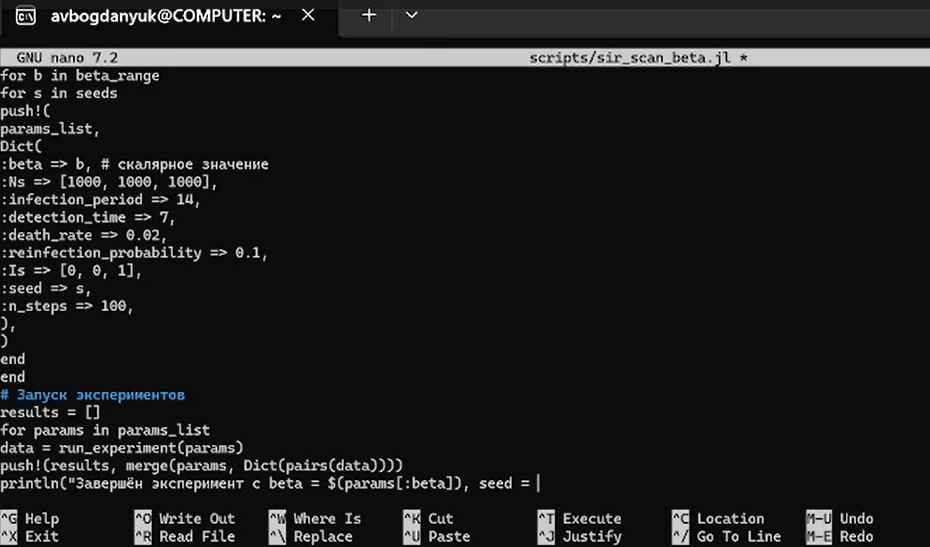 avbogdanyuk@COMPUTER: ~
GNU nano 7.2 scripts/sir_scan_beta.jl *
for b in beta_range
for s in seeds
push!(
params_list,
Dict(
:beta => b, # скалярное значение
:Ns => [1000, 1000, 1000],
:infection_period => 14,
:detection_time => 7,
:death_rate => 0.02,
:reinfection_probability => 0.1,
:Is => [0, 0, 1],
:seed => s,
:n_steps => 100,
),
)
end
end
# Запуск экспериментов
results = []
for params in params_list
data = run_experiment(params)
push!(results, merge(params, Dict(pairs(data))))
println("Завершён эксперимент с beta = $(params[:beta]), seed =
^G Help ^O Write Out ^W Where Is ^K Cut ^T Execute ^C Location M-U Undo
^X Exit ^R Read File ^\ Replace ^U Paste ^J Justify ^/ Go To Line M-E Redo